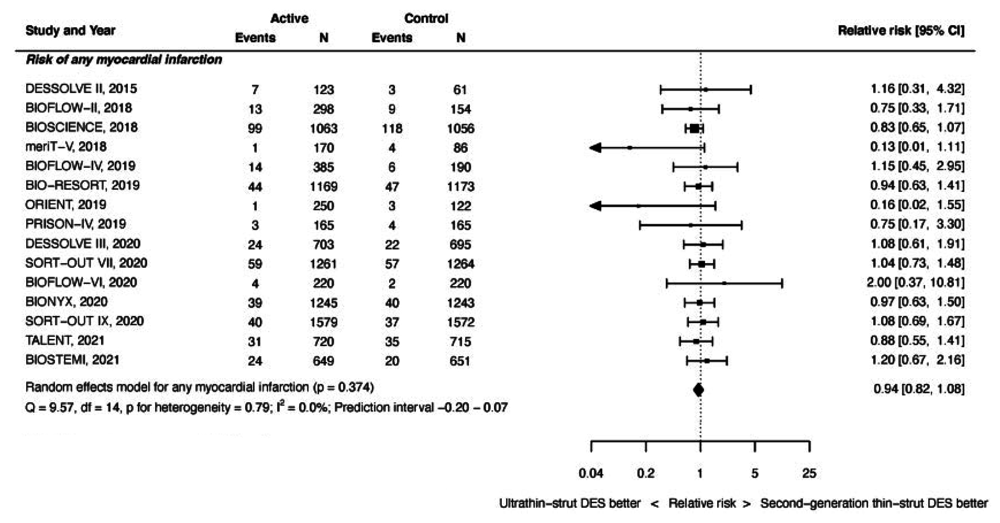 Active Control
Study and Year Relative risk [95% CI]
Events N Events N
Risk of any myocardial infarction
DESSOLVE II, 2015 7 123 3 61 1.16 [0.31, 4.32]
BIOFLOW–II, 2018 13 298 9 154 0.75 [0.33, 1.71]
BIOSCIENCE, 2018 99 1063 118 1056 0.83 [0.65, 1.07]
meriT–V, 2018 1 170 4 86 0.13 [0.01, 1.11]
BIOFLOW–IV, 2019 14 385 6 190 1.15 [0.45, 2.95]
BIO–RESORT, 2019 44 1169 47 1173 0.94 [0.63, 1.41]
ORIENT, 2019 1 250 3 122 0.16 [0.02, 1.55]
PRISON–IV, 2019 3 165 4 165 0.75 [0.17, 3.30]
DESSOLVE III, 2020 24 703 22 695 1.08 [0.61, 1.91]
SORT–OUT VII, 2020 59 1261 57 1264 1.04 [0.73, 1.48]
BIOFLOW–VI, 2020 4 220 2 220 2.00 [0.37, 10.81]
BIONYX, 2020 39 1245 40 1243 0.97 [0.63, 1.50]
SORT–OUT IX, 2020 40 1579 37 1572 1.08 [0.69, 1.67]
TALENT, 2021 31 720 35 715 0.88 [0.55, 1.41]
BIOSTEMI, 2021 24 649 20 651 1.20 [0.67, 2.16]
Random effects model for any myocardial infarction (p = 0.374) 0.94 [0.82, 1.08]
Q = 9.57, df = 14, p for heterogeneity = 0.79; I² = 0.0%; Prediction interval –0.20 – 0.07
0.04 0.2 1 5 25
Ultrathin–strut DES better < Relative risk > Second–generation thin–strut DES better